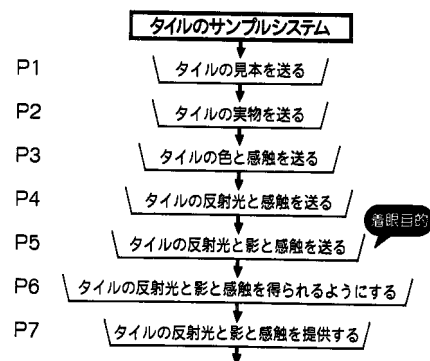 タイルのサンプルシステム
P1 タイルの見本を送る
P2 タイルの実物を送る
P3 タイルの色と感触を送る
P4 タイルの反射光と感触を送る
着眼目的
P5 タイルの反射光と影と感触を送る
P6 タイルの反射光と影と感触を得られるようにする
P7 タイルの反射光と影と感触を提供する